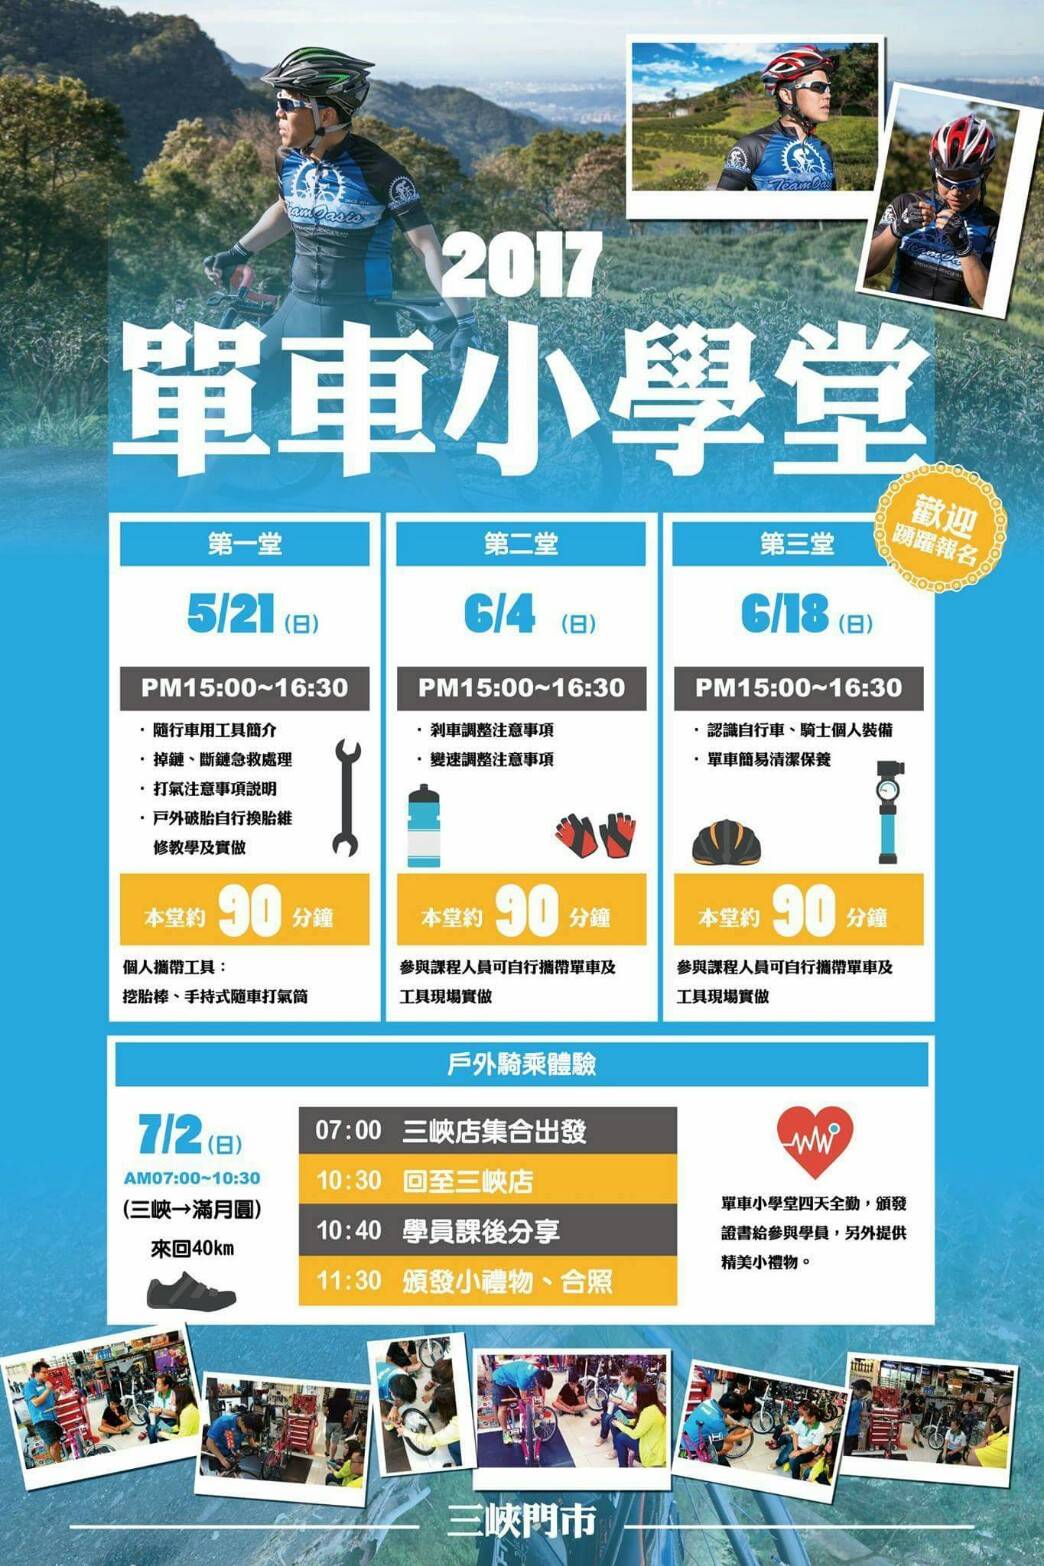 TeamOasis
2017
單車小學堂
歡迎
踴躍報名
第一堂
5/21(日)
PM15:00~16:30
· 隨行車用工具簡介
· 掉鏈、斷鏈急救處理
· 打氣注意事項説明
· 戶外破胎自行換胎維
修教學及實做
本堂約 90 分鐘
個人攜帶工具：
挖胎棒、手持式隨車打氣筒
第二堂
6/4 (日)
PM15:00~16:30
· 剎車調整注意事項
· 變速調整注意事項
本堂約 90 分鐘
參與課程人員可自行攜帶單車及
工具現場實做
第三堂
6/18(日)
PM15:00~16:30
· 認識自行車、騎士個人裝備
· 單車簡易清潔保養
本堂約 90 分鐘
參與課程人員可自行攜帶單車及
工具現場實做
戶外騎乘體驗
7/2(日)
AM07:00~10:30
(三峽→滿月圓)
來回40km
07:00 三峽店集合出發
10:30 回至三峽店
10:40 學員課後分享
11:30 頒發小禮物、合照
單車小學堂四天全勤，頒發
證書給參與學員，另外提供
精美小禮物。
三峽門市